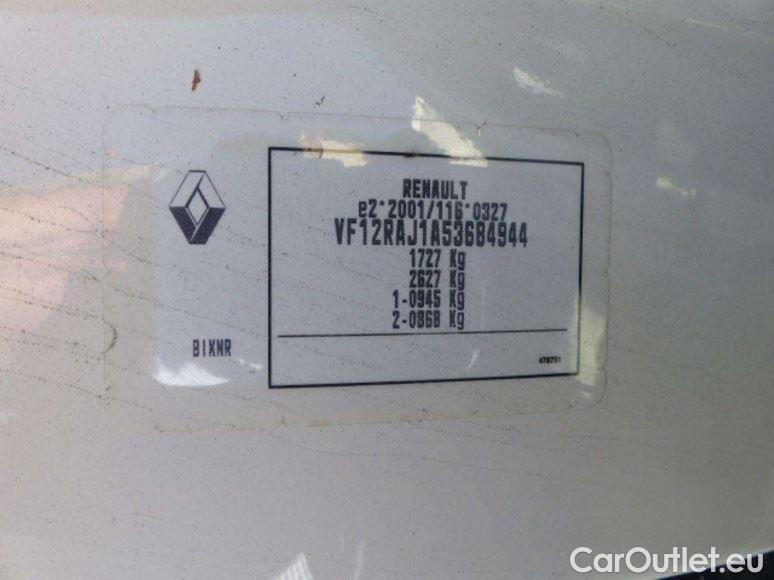 RENAULT
e2*2001/116*0327
VF12RAJ1A53684944
1727 Kg
2627 Kg
1-0945 Kg
2-0868 Kg
BIXNR
478751
CarOutlet.eu